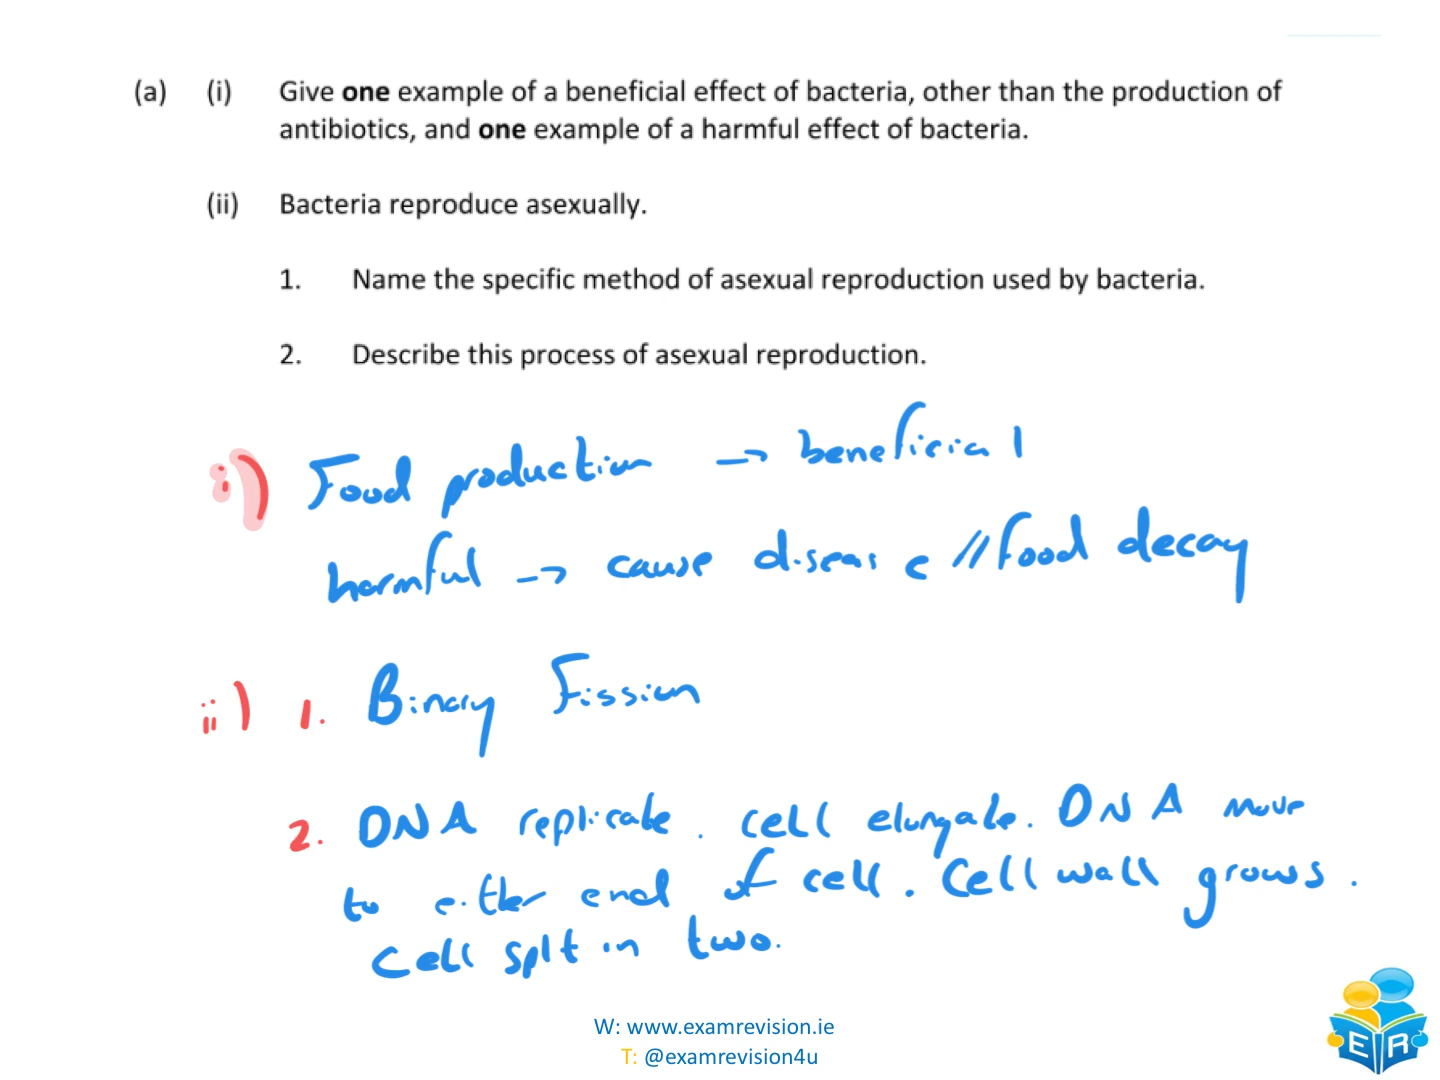 (a) (i) Give one example of a beneficial effect of bacteria, other than the production of
antibiotics, and one example of a harmful effect of bacteria.
(ii) Bacteria reproduce asexually.
1. Name the specific method of asexual reproduction used by bacteria.
2. Describe this process of asexual reproduction.
i) Food production → beneficial
harmful → cause disease // food decay
ii) 1. Binary Fission
2. DNA replicate. cell elongate. DNA move
to either end of cell. Cell wall grows.
Cell splt in two.
W: www.examrevision.ie
T: @examrevision4u
E R